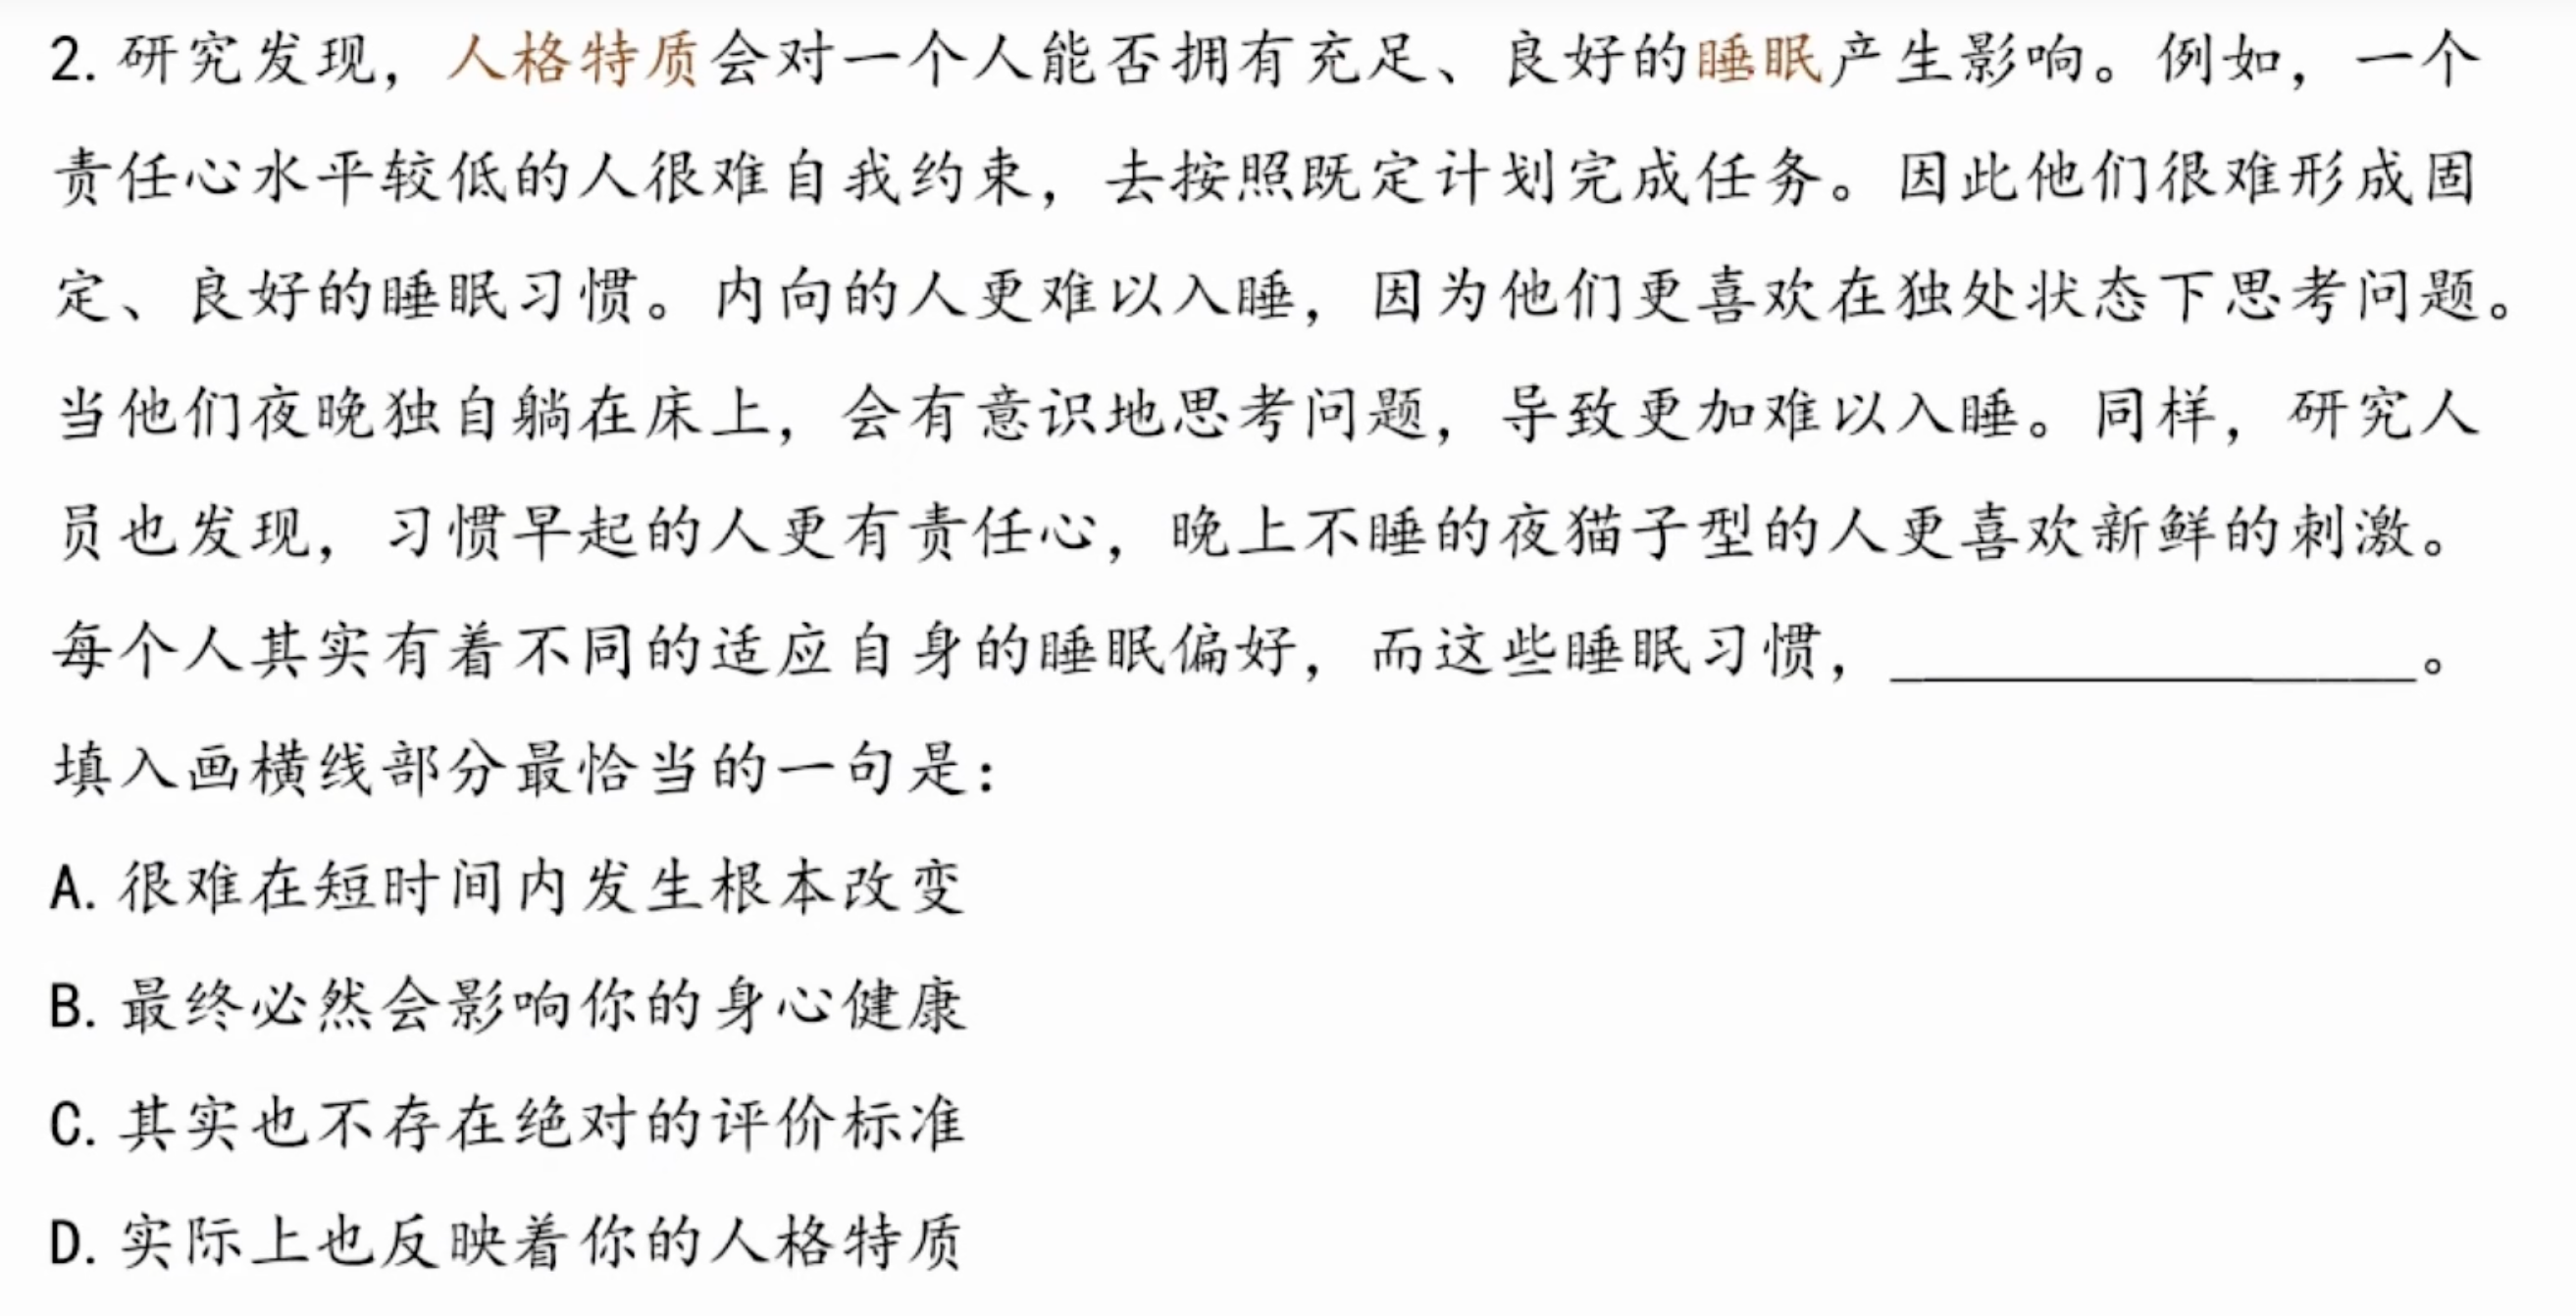 2. 研究发现，人格特质会对一个人能否拥有充足、良好的睡眠产生影响。例如，一个
责任心水平较低的人很难自我约束，去按照既定计划完成任务。因此他们很难形成固
定、良好的睡眠习惯。内向的人更难以入睡，因为他们更喜欢在独处状态下思考问题。
当他们夜晚独自躺在床上，会有意识地思考问题，导致更加难以入睡。同样，研究人
员也发现，习惯早起的人更有责任心，晚上不睡的夜猫子型的人更喜欢新鲜的刺激。
每个人其实有着不同的适应自身的睡眠偏好，而这些睡眠习惯，________________。
填入画横线部分最恰当的一句是：
A. 很难在短时间内发生根本改变
B. 最终必然会影响你的身心健康
C. 其实也不存在绝对的评价标准
D. 实际上也反映着你的人格特质